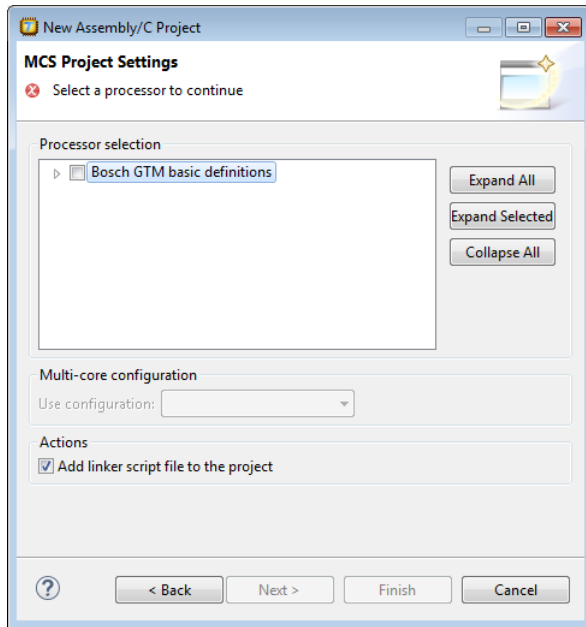 New Assembly/C Project
MCS Project Settings
Select a processor to continue
Processor selection
Bosch GTM basic definitions
Expand All
Expand Selected
Collapse All
Multi-core configuration
Use configuration:
Actions
Add linker script file to the project
?
< Back
Next >
Finish
Cancel